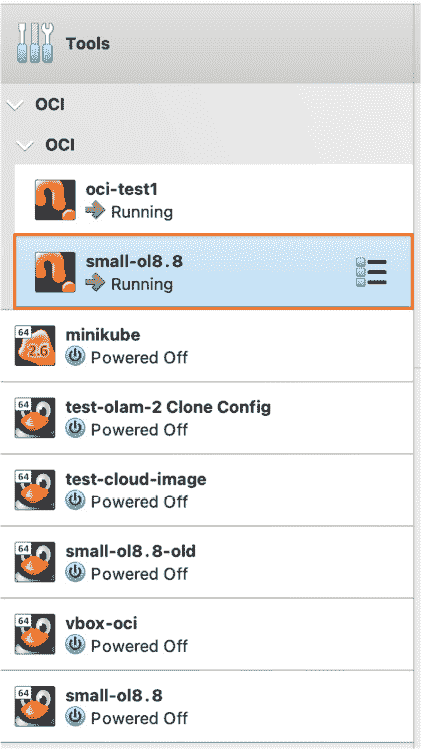 Tools
OCI
OCI
oci-test1
Running
small-ol8.8
Running
64
2.6
minikube
Powered Off
64
test-olam-2 Clone Config
Powered Off
64
test-cloud-image
Powered Off
64
small-ol8.8-old
Powered Off
64
vbox-oci
Powered Off
64
small-ol8.8
Powered Off